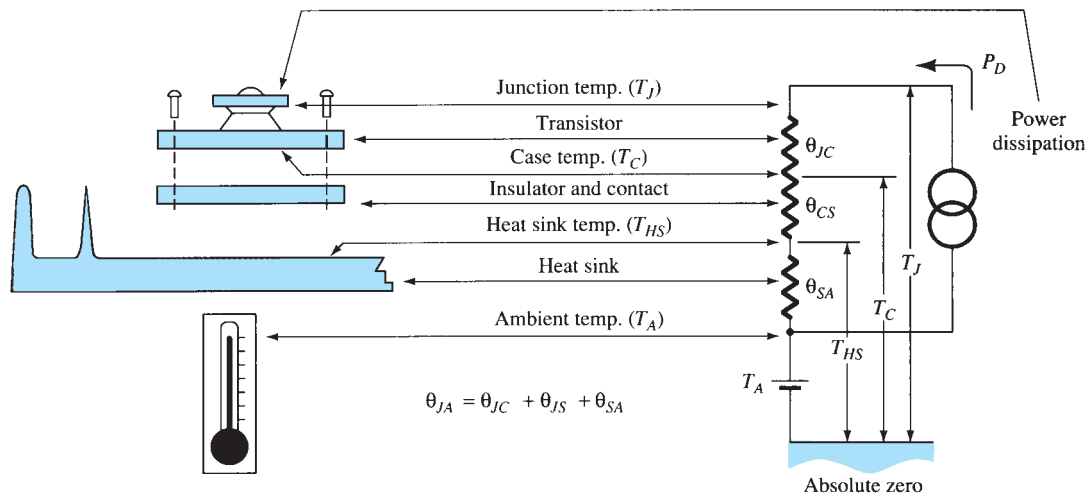 P_D
Junction temp. (T_J)
Power
dissipation
Transistor
θ_JC
Case temp. (T_C)
Insulator and contact
θ_CS
Heat sink temp. (T_HS)
Heat sink
θ_SA
T_J
T_C
T_HS
Ambient temp. (T_A)
T_A
θ_JA = θ_JC + θ_JS + θ_SA
Absolute zero